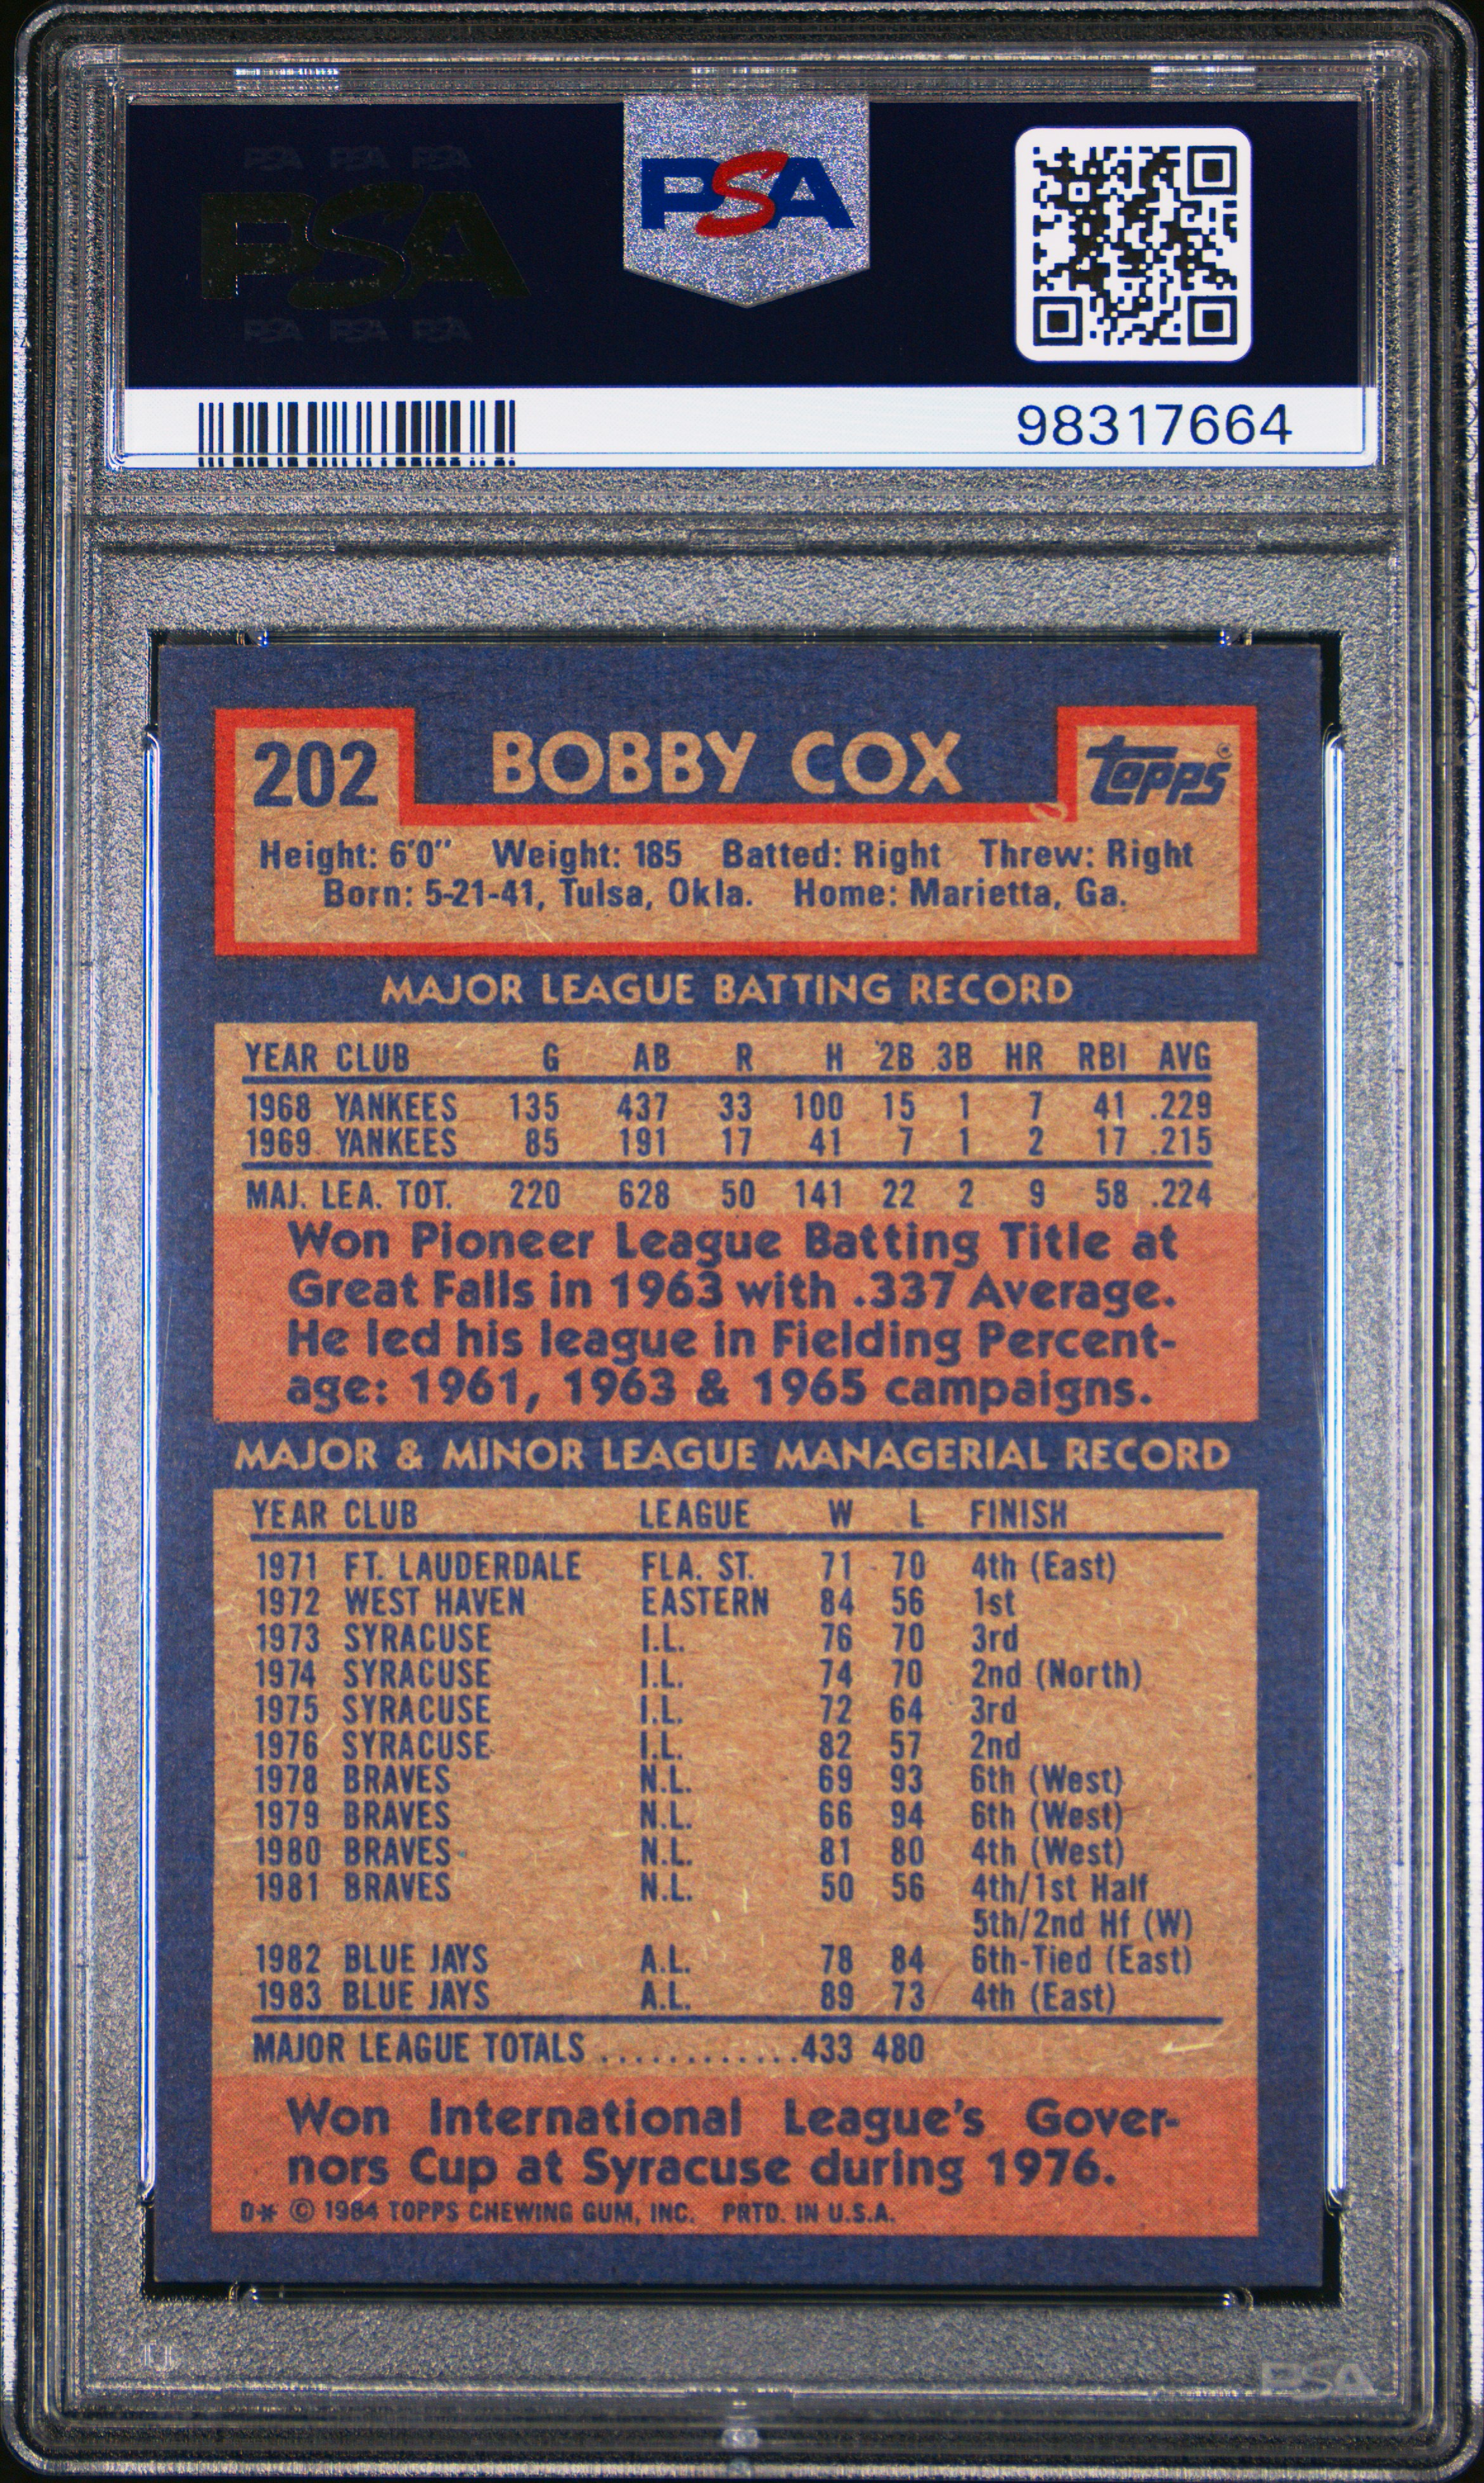 PSA PSA PSA
PSA
PSA PSA PSA
PSA
98317664
202 BOBBY COX Topps®
Height: 6'0" Weight: 185 Batted: Right Threw: Right
Born: 5-21-41, Tulsa, Okla. Home: Marietta, Ga.
MAJOR LEAGUE BATTING RECORD
YEAR CLUB G AB R H 2B 3B HR RBI AVG
1968 YANKEES 135 437 33 100 15 1 7 41 .229
1969 YANKEES 85 191 17 41 7 1 2 17 .215
MAJ. LEA. TOT. 220 628 50 141 22 2 9 58 .224
Won Pioneer League Batting Title at
Great Falls in 1963 with .337 Average.
He led his league in Fielding Percent-
age: 1961, 1963 & 1965 campaigns.
MAJOR & MINOR LEAGUE MANAGERIAL RECORD
YEAR CLUB LEAGUE W L FINISH
1971 FT. LAUDERDALE FLA. ST. 71 70 4th (East)
1972 WEST HAVEN EASTERN 84 56 1st
1973 SYRACUSE I.L. 76 70 3rd
1974 SYRACUSE I.L. 74 70 2nd (North)
1975 SYRACUSE I.L. 72 64 3rd
1976 SYRACUSE I.L. 82 57 2nd
1978 BRAVES N.L. 69 93 6th (West)
1979 BRAVES N.L. 66 94 6th (West)
1980 BRAVES N.L. 81 80 4th (West)
1981 BRAVES N.L. 50 56 4th/1st Half
5th/2nd Hf (W)
1982 BLUE JAYS A.L. 78 84 6th-Tied (East)
1983 BLUE JAYS A.L. 89 73 4th (East)
MAJOR LEAGUE TOTALS ............433 480
Won International League's Gover-
nors Cup at Syracuse during 1976.
D* © 1984 TOPPS CHEWING GUM, INC. PRTD. IN U.S.A.
PSA